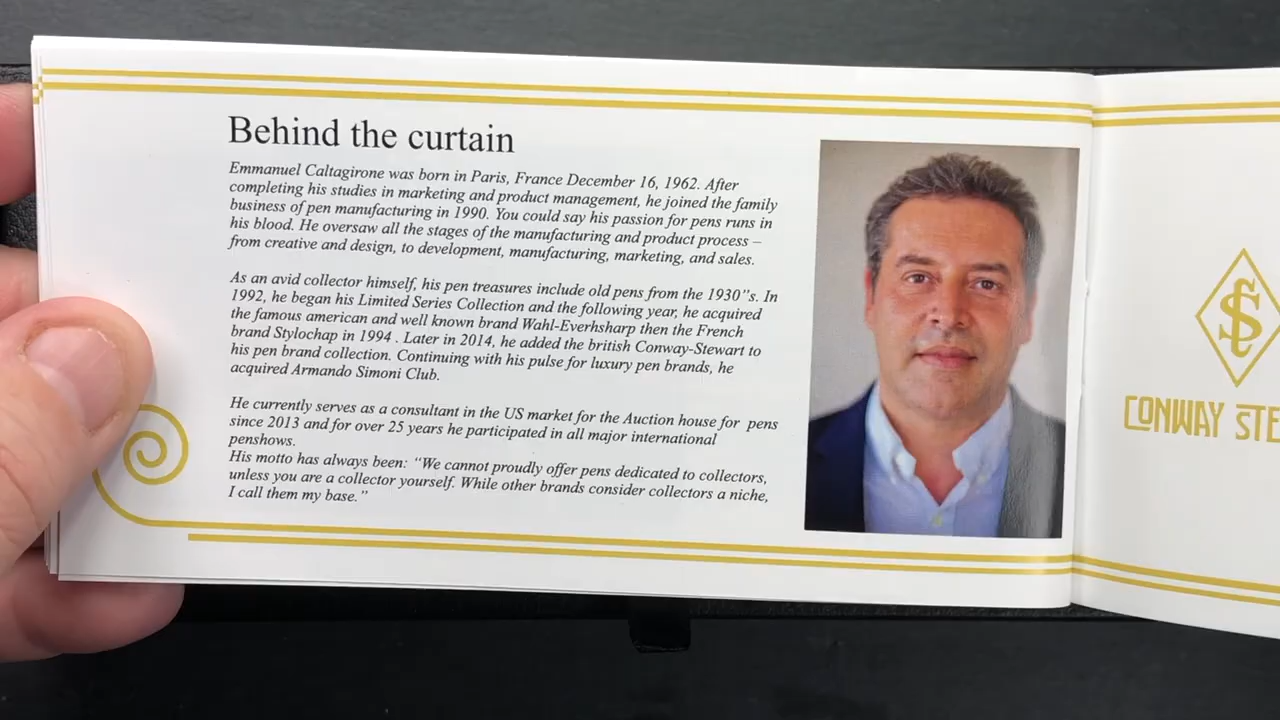 Behind the curtain
Emmanuel Caltagirone was born in Paris, France December 16, 1962. After
completing his studies in marketing and product management, he joined the family
business of pen manufacturing in 1990. You could say his passion for pens runs in
his blood. He oversaw all the stages of the manufacturing and product process –
from creative and design, to development, manufacturing, marketing, and sales.
As an avid collector himself, his pen treasures include old pens from the 1930"s. In
1992, he began his Limited Series Collection and the following year, he acquired
the famous american and well known brand Wahl-Everhsharp then the French
brand Stylochap in 1994 . Later in 2014, he added the british Conway-Stewart to
his pen brand collection. Continuing with his pulse for luxury pen brands, he
acquired Armando Simoni Club.
He currently serves as a consultant in the US market for the Auction house for pens
since 2013 and for over 25 years he participated in all major international
penshows.
His motto has always been: “We cannot proudly offer pens dedicated to collectors,
unless you are a collector yourself. While other brands consider collectors a niche,
I call them my base.”
CONWAY STE